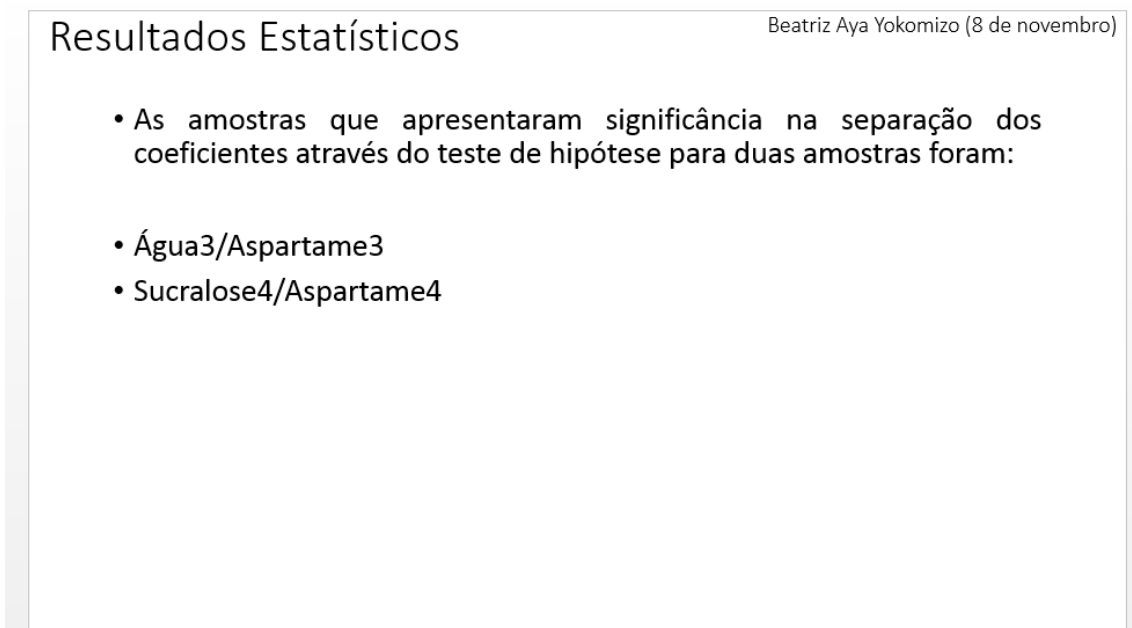 Resultados Estatísticos
Beatriz Aya Yokomizo (8 de novembro)
• As amostras que apresentaram significância na separação dos
coeficientes através do teste de hipótese para duas amostras foram:
• Água3/Aspartame3
• Sucralose4/Aspartame4